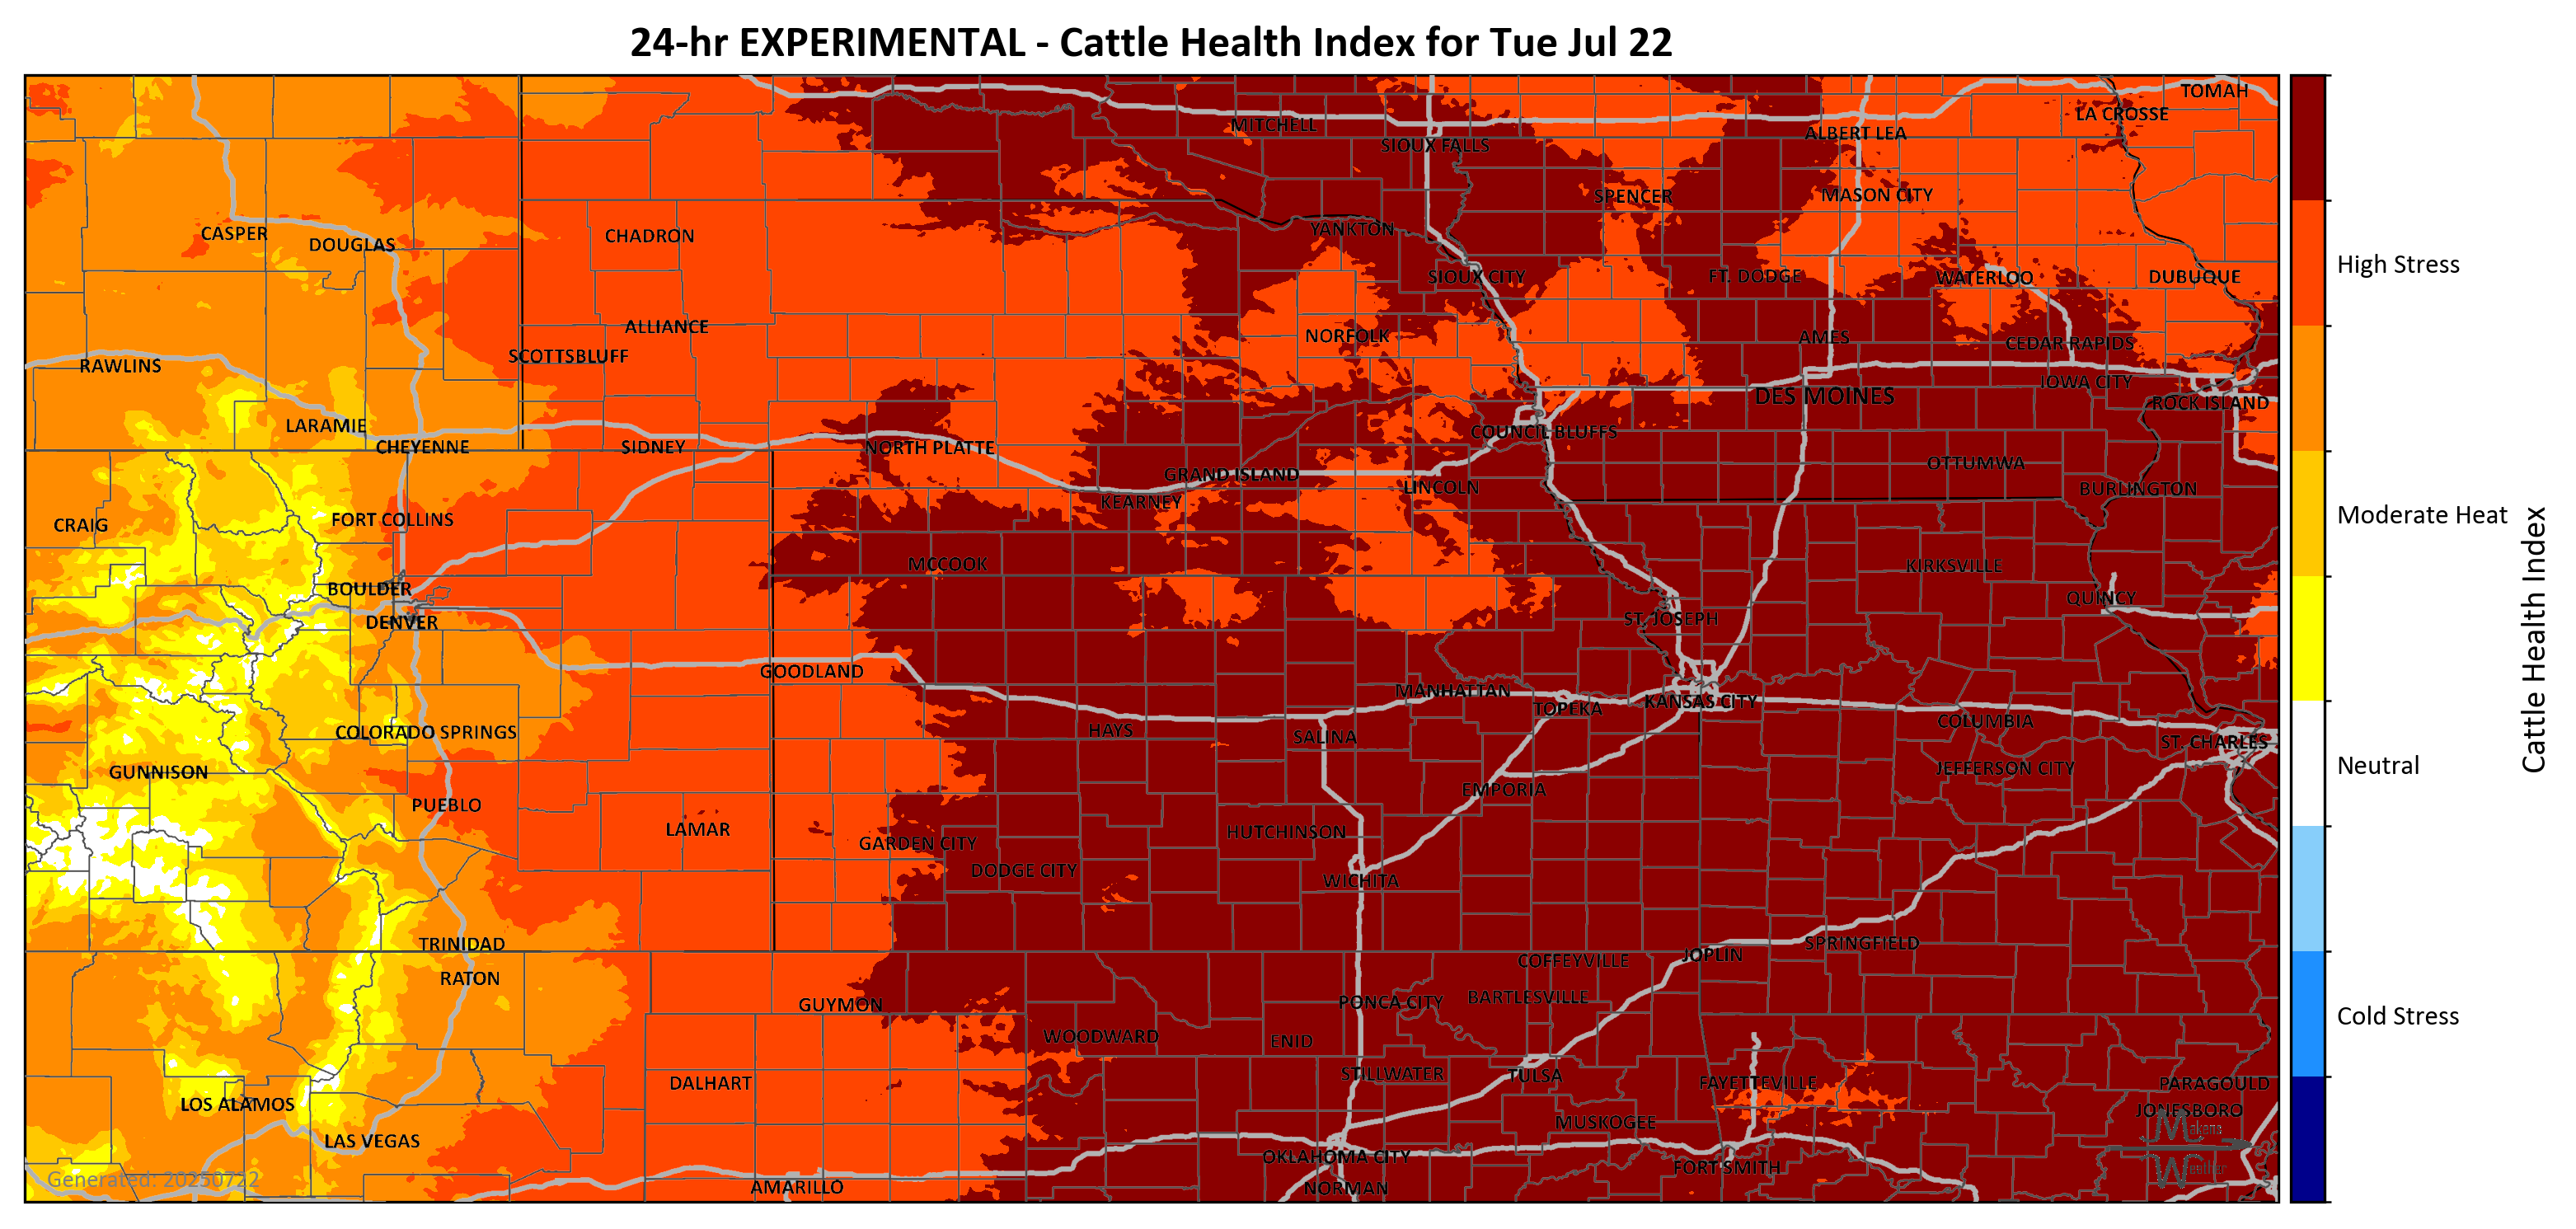 24-hr EXPERIMENTAL - Cattle Health Index for Tue Jul 22
TOMAH
LA CROSSE
MITCHELL
ALBERT LEA
SIOUX FALLS
SPENCER
MASON CITY
CASPER
DOUGLAS
CHADRON
YANKTON
SIOUX CITY
FT. DODGE
WATERLOO
DUBUQUE
ALLIANCE
NORFOLK
AMES
CEDAR RAPIDS
SCOTTSBLUFF
RAWLINS
IOWA CITY
DES MOINES
ROCK ISLAND
LARAMIE
COUNCIL BLUFFS
CHEYENNE
SIDNEY
NORTH PLATTE
OTTUMWA
GRAND ISLAND
LINCOLN
BURLINGTON
KEARNEY
CRAIG
FORT COLLINS
MCCOOK
KIRKSVILLE
BOULDER
QUINCY
DENVER
ST. JOSEPH
GOODLAND
MANHATTAN
KANSAS CITY
TOPEKA
COLUMBIA
COLORADO SPRINGS
HAYS
SALINA
ST. CHARLES
GUNNISON
JEFFERSON CITY
EMPORIA
PUEBLO
LAMAR
HUTCHINSON
GARDEN CITY
DODGE CITY
WICHITA
TRINIDAD
SPRINGFIELD
JOPLIN
COFFEYVILLE
RATON
BARTLESVILLE
PONCA CITY
GUYMON
WOODWARD
ENID
STILLWATER
TULSA
DALHART
FAYETTEVILLE
PARAGOULD
LOS ALAMOS
JONESBORO
MUSKOGEE
LAS VEGAS
OKLAHOMA CITY
FORT SMITH
AMARILLO
NORMAN
Generated: 20250722
Weather
High Stress
Moderate Heat
Neutral
Cold Stress
Cattle Health Index